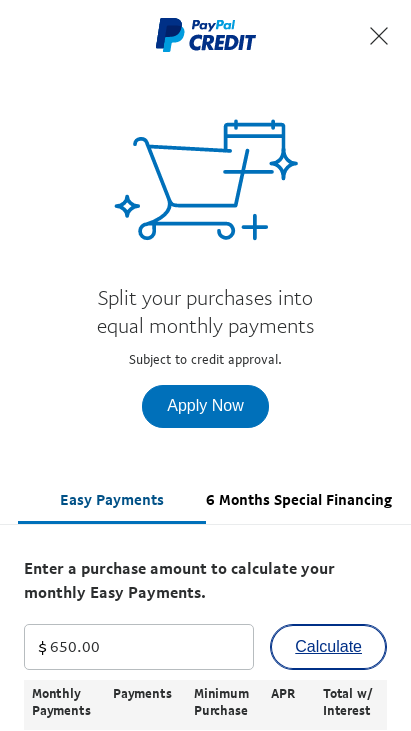 PayPal
CREDIT
Split your purchases into
equal monthly payments
Subject to credit approval.
Apply Now
Easy Payments
6 Months Special Financing
Enter a purchase amount to calculate your
monthly Easy Payments.
$ 650.00
Calculate
Monthly Payments Minimum APR Total w/
Payments Purchase Interest